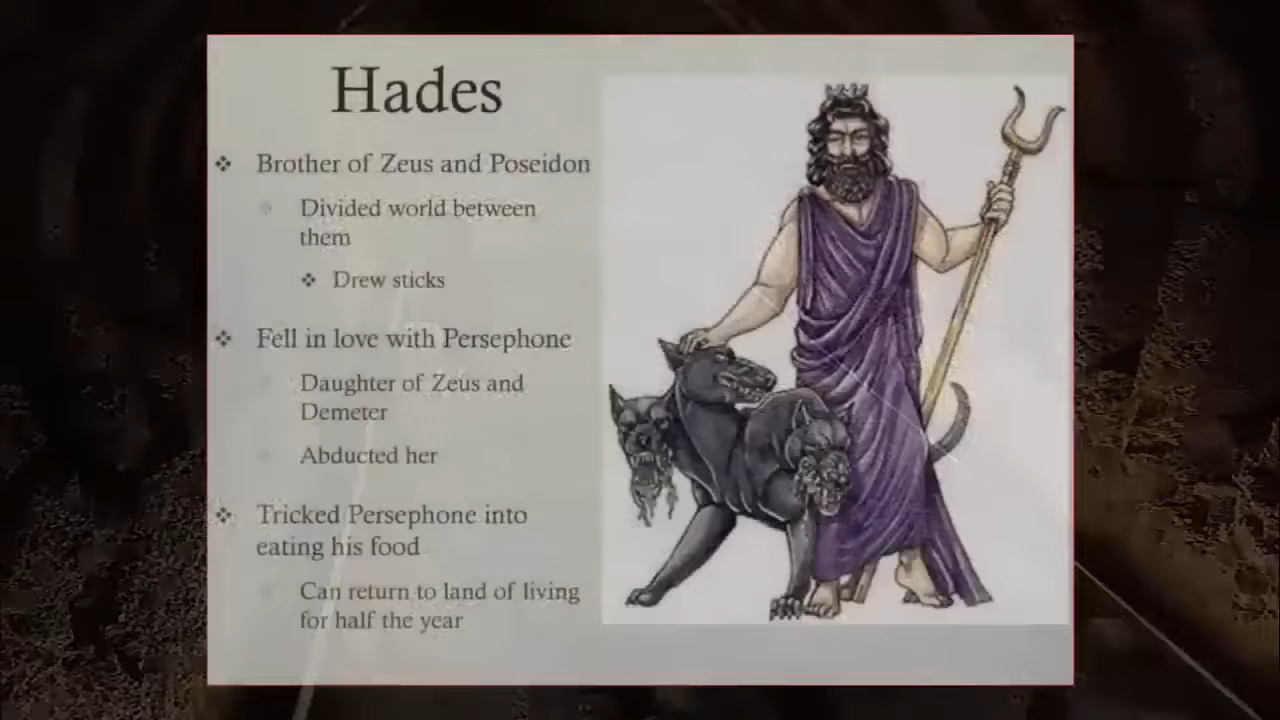 Hades
Brother of Zeus and Poseidon
Divided world between
them
Drew sticks
Fell in love with Persephone
Daughter of Zeus and
Demeter
Abducted her
Tricked Persephone into
eating his food
Can return to land of living
for half the year